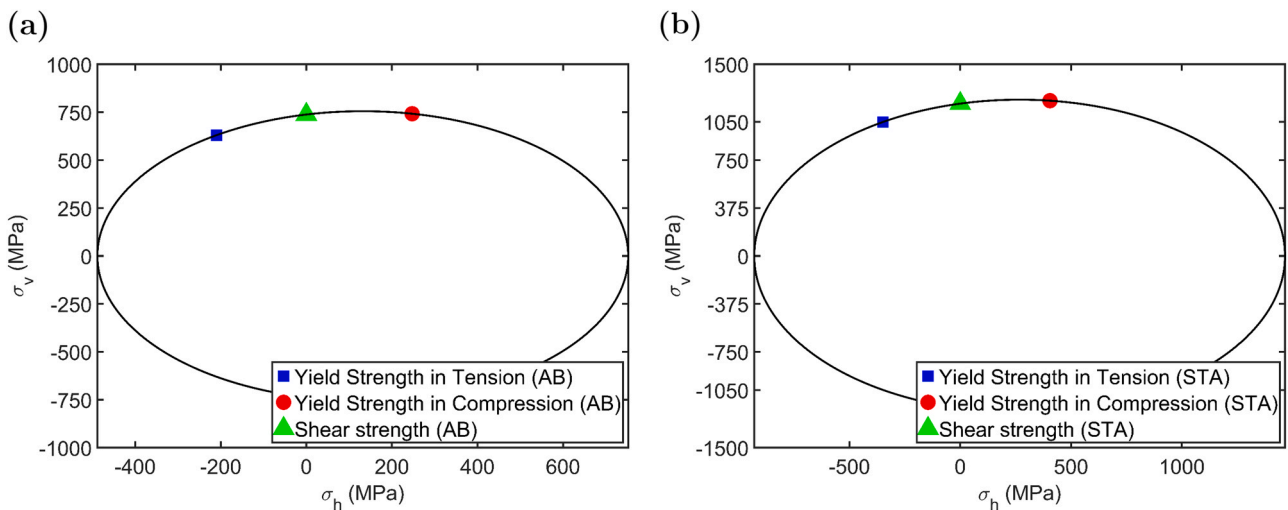 (a)
(b)
1000
750
500
250
0
-250
-500
-750
-1000
σv (MPa)
-400
-200
0
200
400
600
σh (MPa)
Yield Strength in Tension (AB)
Yield Strength in Compression (AB)
Shear strength (AB)
1500
1050
750
375
0
-375
-750
-1050
-1500
σv (MPa)
-500
0
500
1000
σh (MPa)
Yield Strength in Tension (STA)
Yield Strength in Compression (STA)
Shear strength (STA)